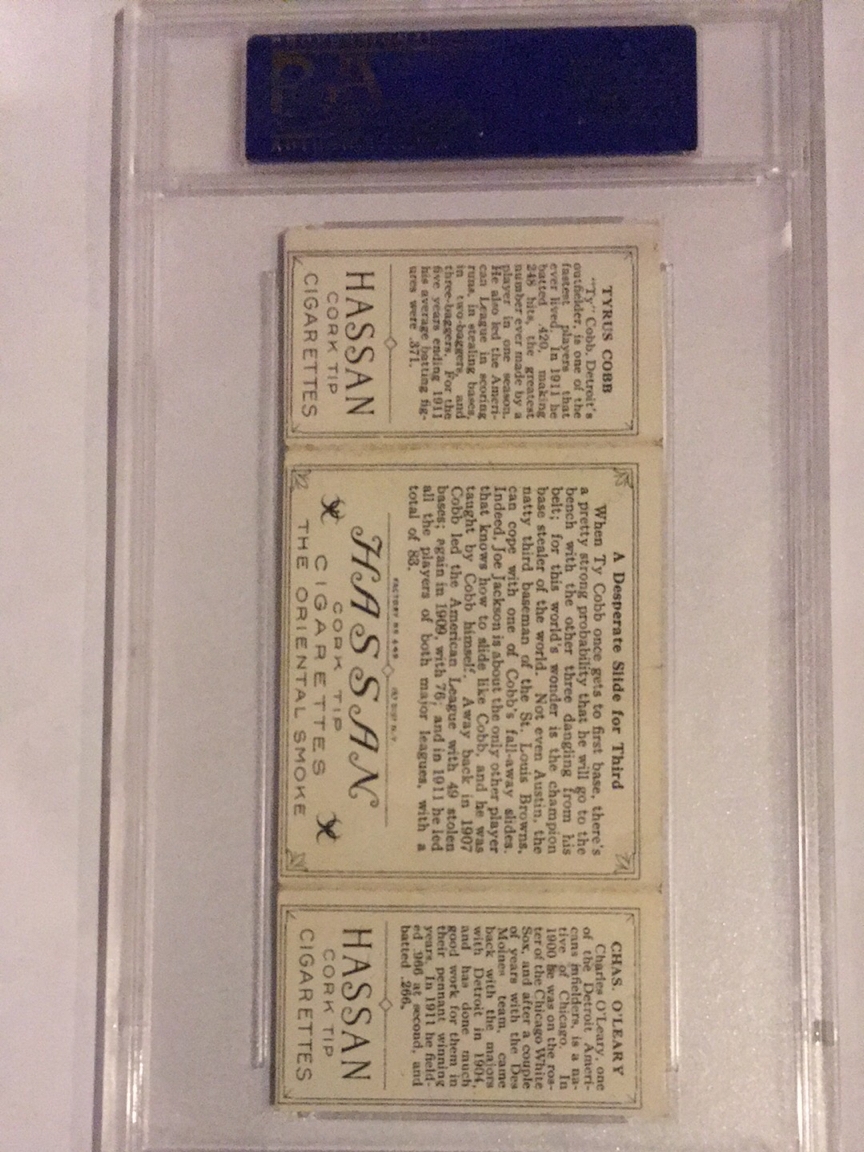 TYRUS COBB
"Ty" Cobb, Detroit's
outfielder, is one of the
fastest players that
ever lived. In 1911 he
batted .420, making
248 hits, the greatest
number ever made by a
player in one season.
He also led the Ameri-
can League in scoring
runs, in stealing bases,
in two-baggers, and
three-baggers. For the
five years ending 1911
his average batting fig-
ures were .371.
HASSAN
CORK TIP
CIGARETTES
A Desperate Slide for Third
When Ty Cobb once gets to first base, there's
a pretty strong probability that he will go to the
bench with the other three dangling from his
belt; for this world's wonder is the champion
base stealer of the world. Not even Austin, the
natty third baseman of the St. Louis Browns,
can cope with one of Cobb's fall-away slides.
Indeed, Joe Jackson is about the only other player
that knows how to slide like Cobb, and he was
taught by Cobb himself. Away back in 1907
Cobb led the American League with 49 stolen
bases; again in 1909, with 76; and in 1911 he led
all the players of both major leagues, with a
total of 83.
FACTORY No 649 1ST DIST N.Y.
HASSAN
CORK TIP
CIGARETTES
THE ORIENTAL SMOKE
CHAS. O'LEARY
Charles O'Leary, one
of the Detroit Ameri-
cans infielders, is a na-
tive of Chicago. In
1900 he was on the ros-
ter of the Chicago White
Sox, and after a couple
of years with the Des
Moines team, came
back with the majors
with Detroit in 1904,
and has done much
good work for them in
their pennant winning
years. In 1911 he field-
ed .966 at second, and
batted .266.
HASSAN
CORK TIP
CIGARETTES